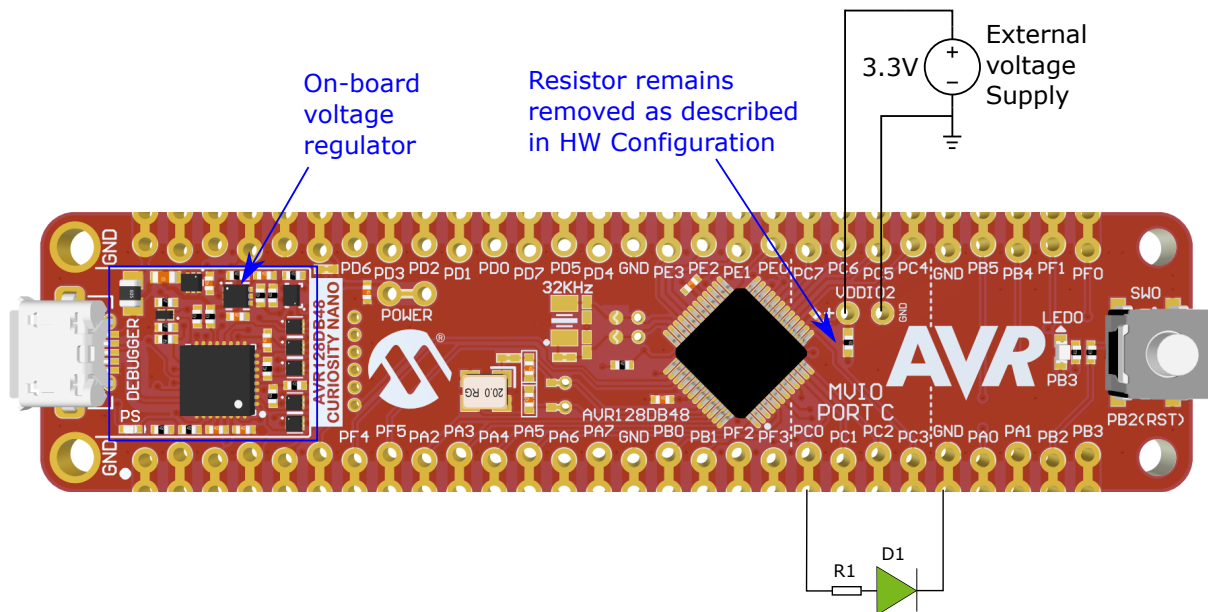 External
voltage
Supply
3.3V
On-board
voltage
regulator
Resistor remains
removed as described
in HW Configuration
GND
PD6
PD3
PD2
PD1
PD0
PD7
PD5
PD4
GND
PE3
PE2
PE1
PE0
PC7
PC6
PC5
PC4
GND
PB5
PB4
PF1
PF0
32KHz
VDDIO2
GND
POWER
SW0
LED0
PB3
DEBUGGER
AVR128DB48
CURIOSITY NANO
®
20.0 RG
AVR
MVIO
PORT C
AVR128DB48
PS
PB2(RST)
GND
PF4
PF5
PA2
PA3
PA4
PA5
PA6
PA7
GND
PB0
PB1
PF2
PF3
PC0
PC1
PC2
PC3
GND
PA0
PA1
PB2
PB3
R1
D1